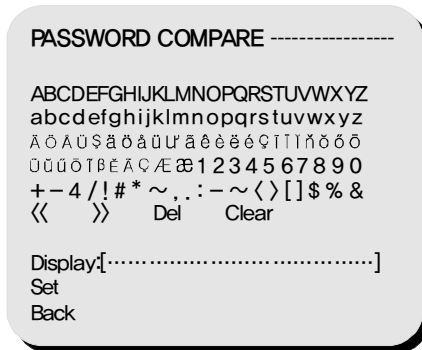 PASSWORD COMPARE -----------------
ABCDEFGHIJKLMNOPQRSTUVWXYZ
abcdefghijklmnopqrstuvwxyz
1234567890
+−4/!#*~,.:−~〈〉[]$%&
《 》 Del Clear
Display:[······································]
Set
Back